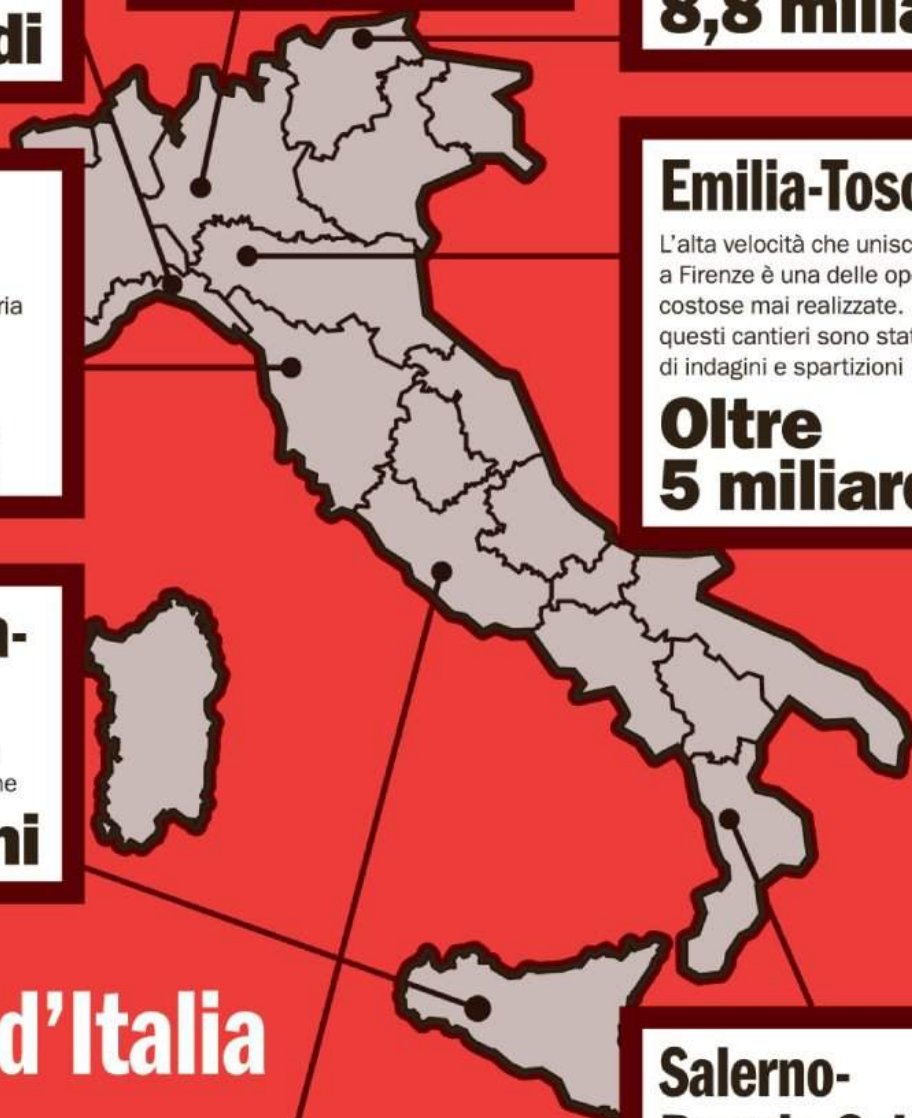 di
8,8 milia
Emilia-Tosc
L'alta velocità che unisc
a Firenze è una delle op
costose mai realizzate.
questi cantieri sono stat
di indagini e spartizioni
Oltre
5 miliard
ria
a-
ne
ni
d'Italia
Salerno-